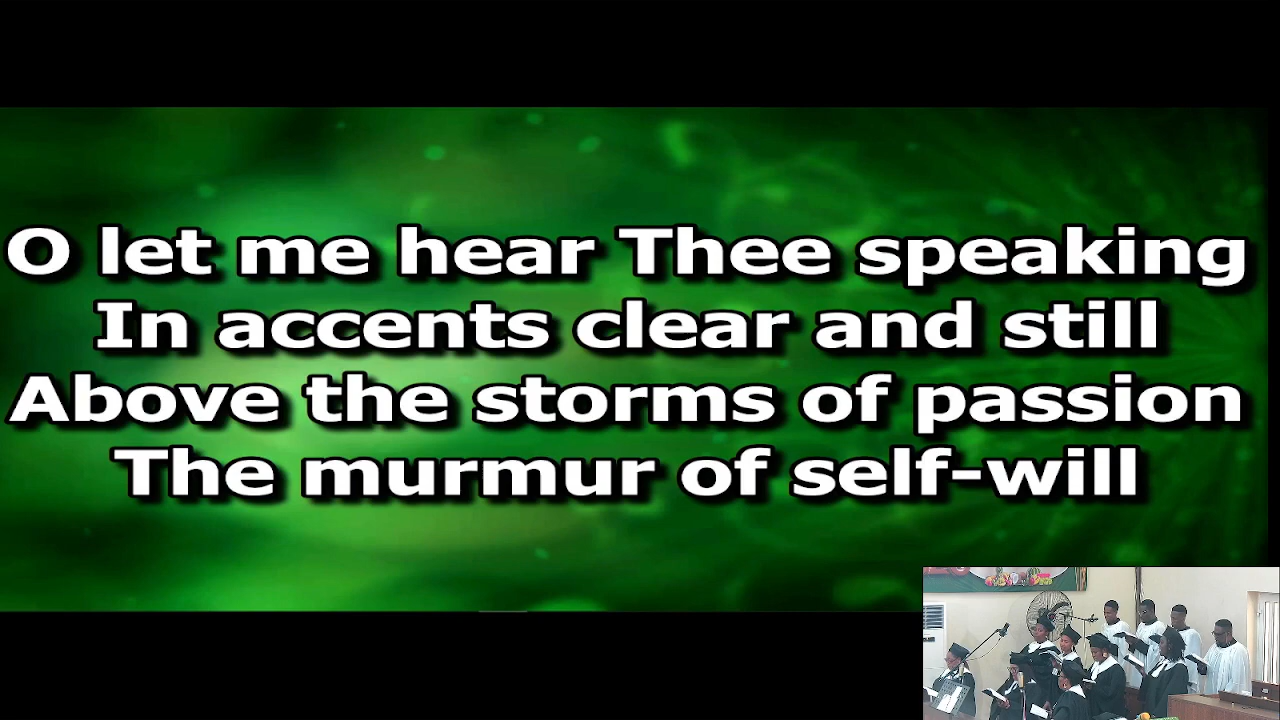 O let me hear Thee speaking
In accents clear and still
Above the storms of passion
The murmur of self-will